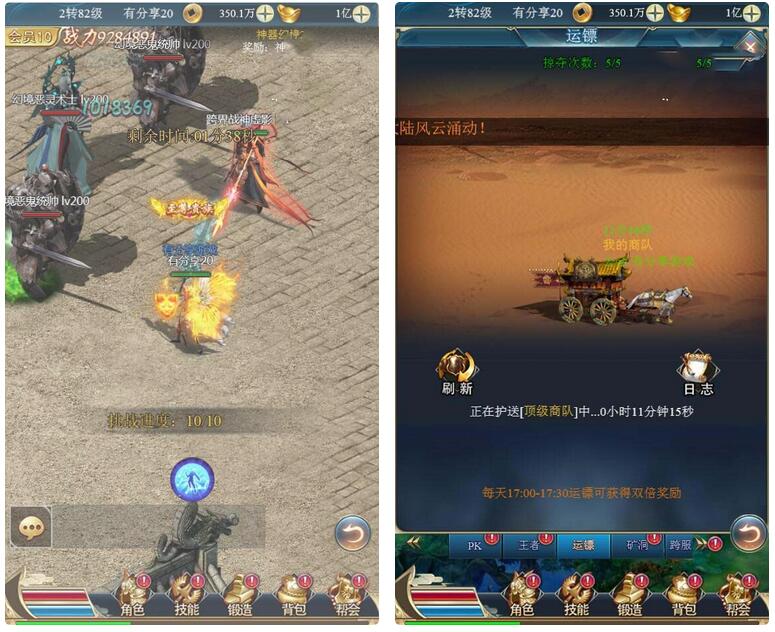 2转82级 有分享20 350.1万 1亿
会员10 战力9284891
奖励：神
幻境恶鬼统帅 lv200
幻境恶灵术士 lv200
1018369
跨界战神虚影
剩余时间:01分38秒
境恶鬼统帅 lv200
至尊贵族
有分享20
挑战进度：10/10
角色 技能 锻造 背包 帮会
2转82级 有分享20 350.1万 1亿
运镖
掠夺次数：5/5 5/5
陆风云涌动！
我的商队
刷新 日志
正在护送[顶级商队]中...0小时11分钟15秒
每天17:00-17:30运镖可获得双倍奖励
PK 王者 运镖 矿洞 跨服
角色 技能 锻造 背包 帮会